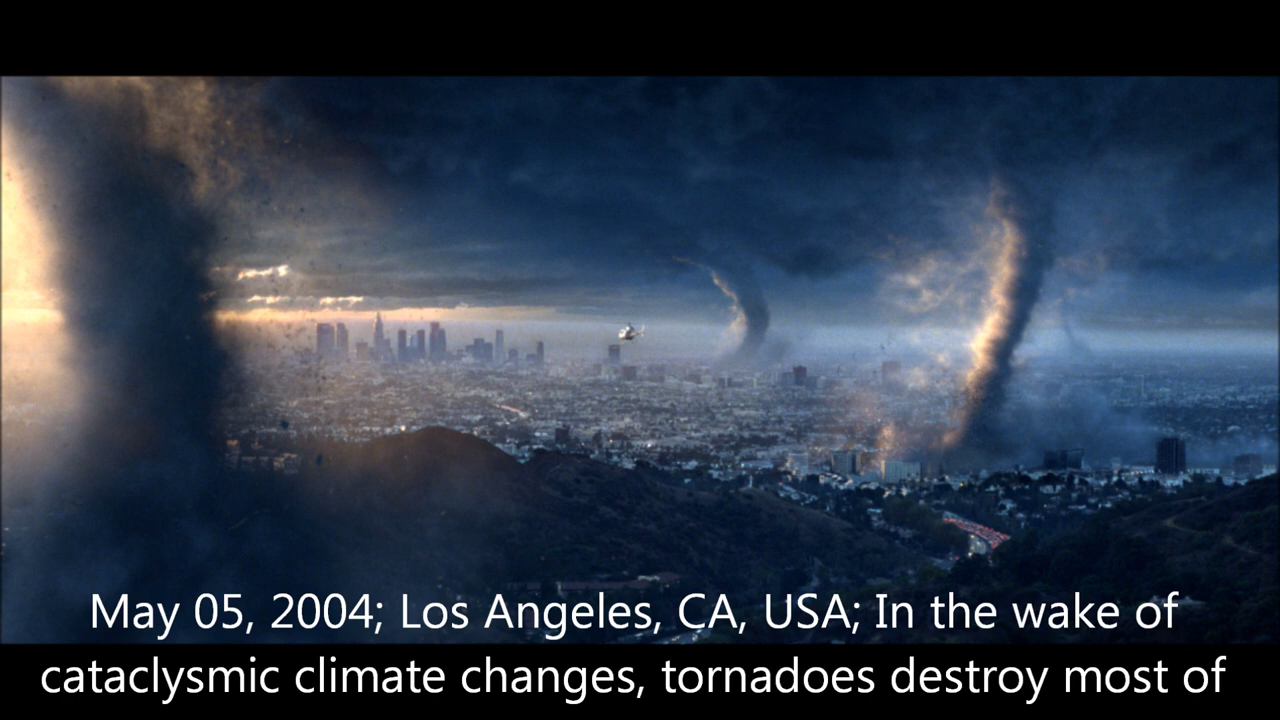 May 05, 2004; Los Angeles, CA, USA; In the wake of
cataclysmic climate changes, tornadoes destroy most of